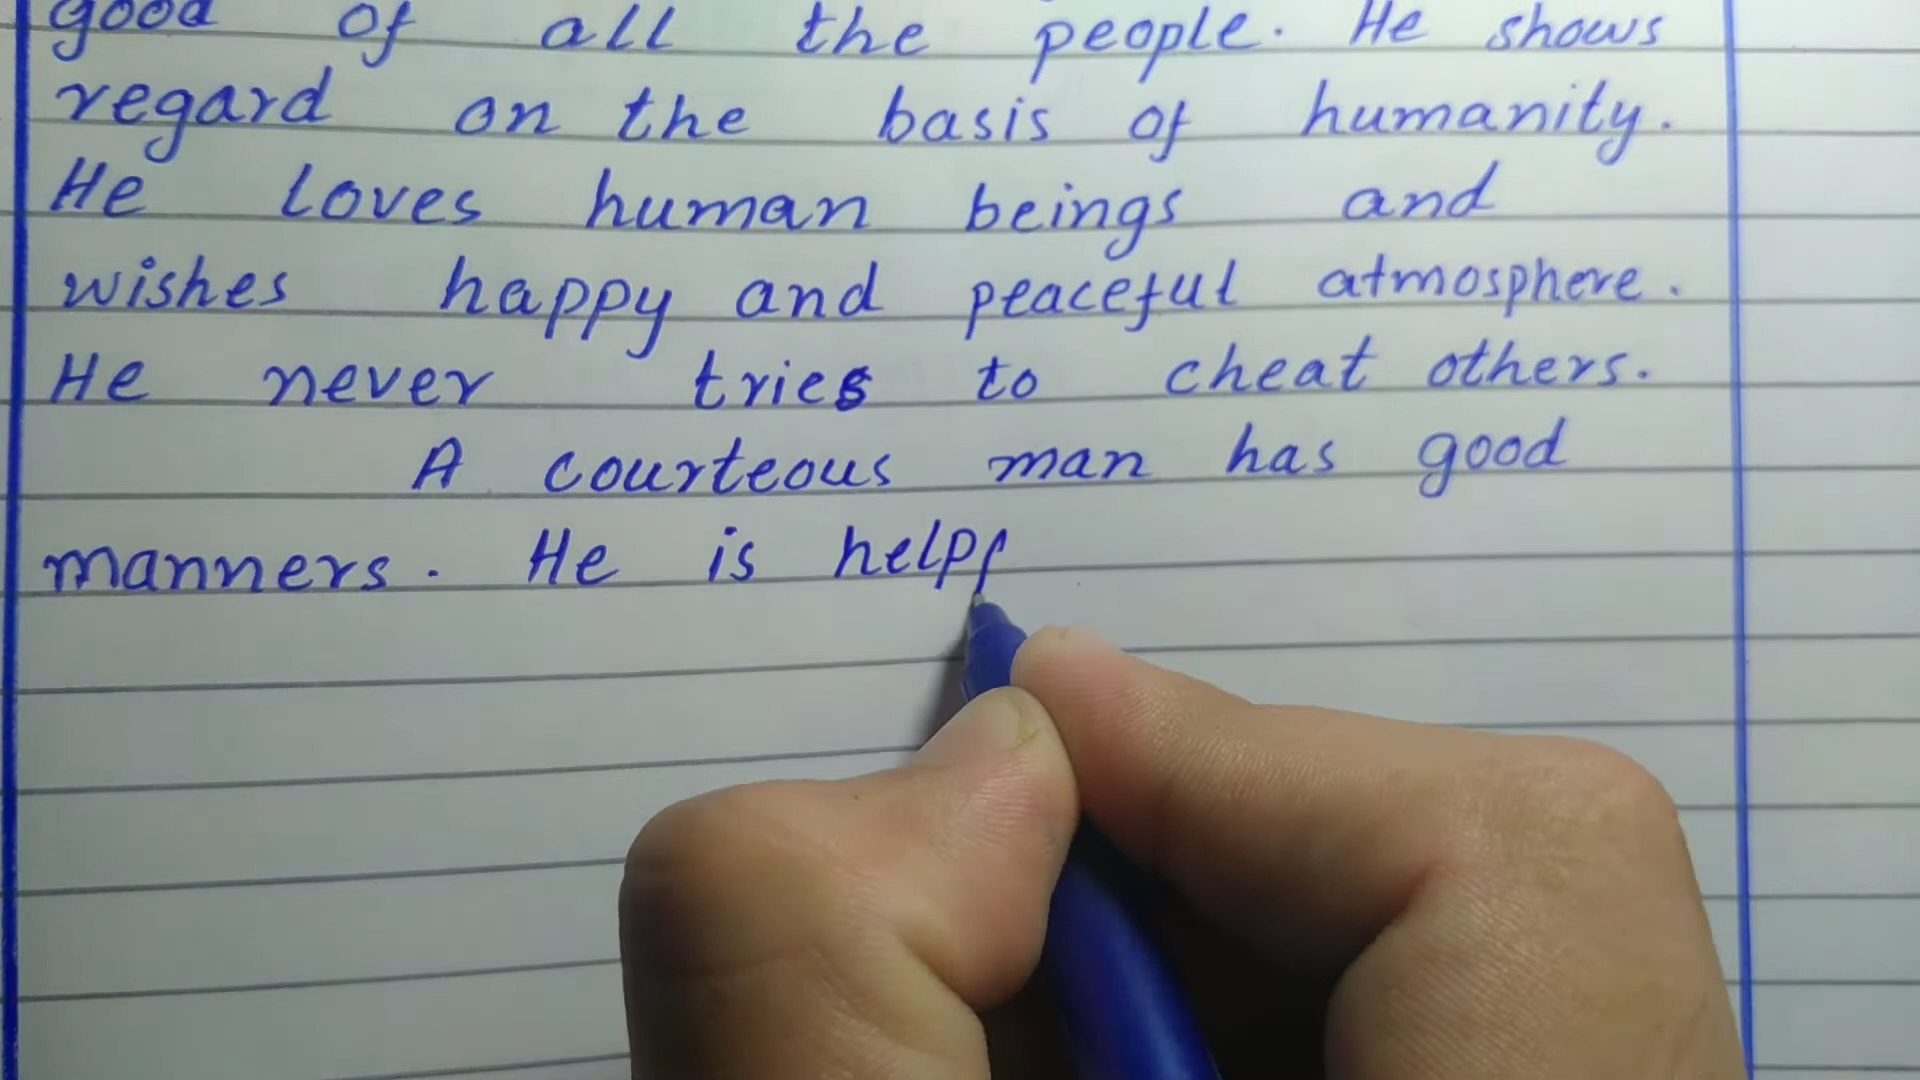 good of all the people. He shows
regard on the basis of humanity.
He loves human beings and
wishes happy and peaceful atmosphere.
He never tries to cheat others.
A courteous man has good
manners. He is helpf